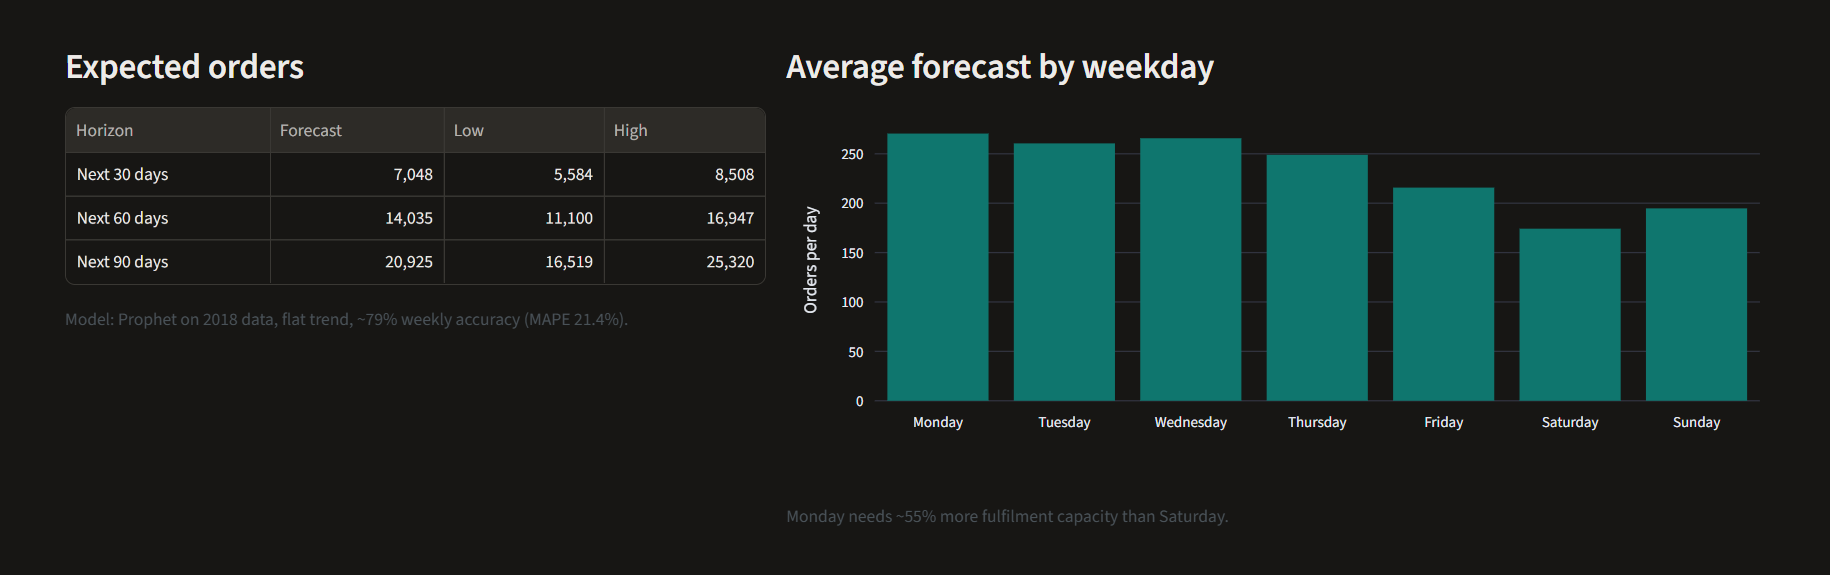 Expected orders
Horizon Forecast Low High
Next 30 days 7,048 5,584 8,508
Next 60 days 14,035 11,100 16,947
Next 90 days 20,925 16,519 25,320
Model: Prophet on 2018 data, flat trend, ~79% weekly accuracy (MAPE 21.4%).
Average forecast by weekday
Orders per day
250
200
150
100
50
0
Monday Tuesday Wednesday Thursday Friday Saturday Sunday
Monday needs ~55% more fulfilment capacity than Saturday.